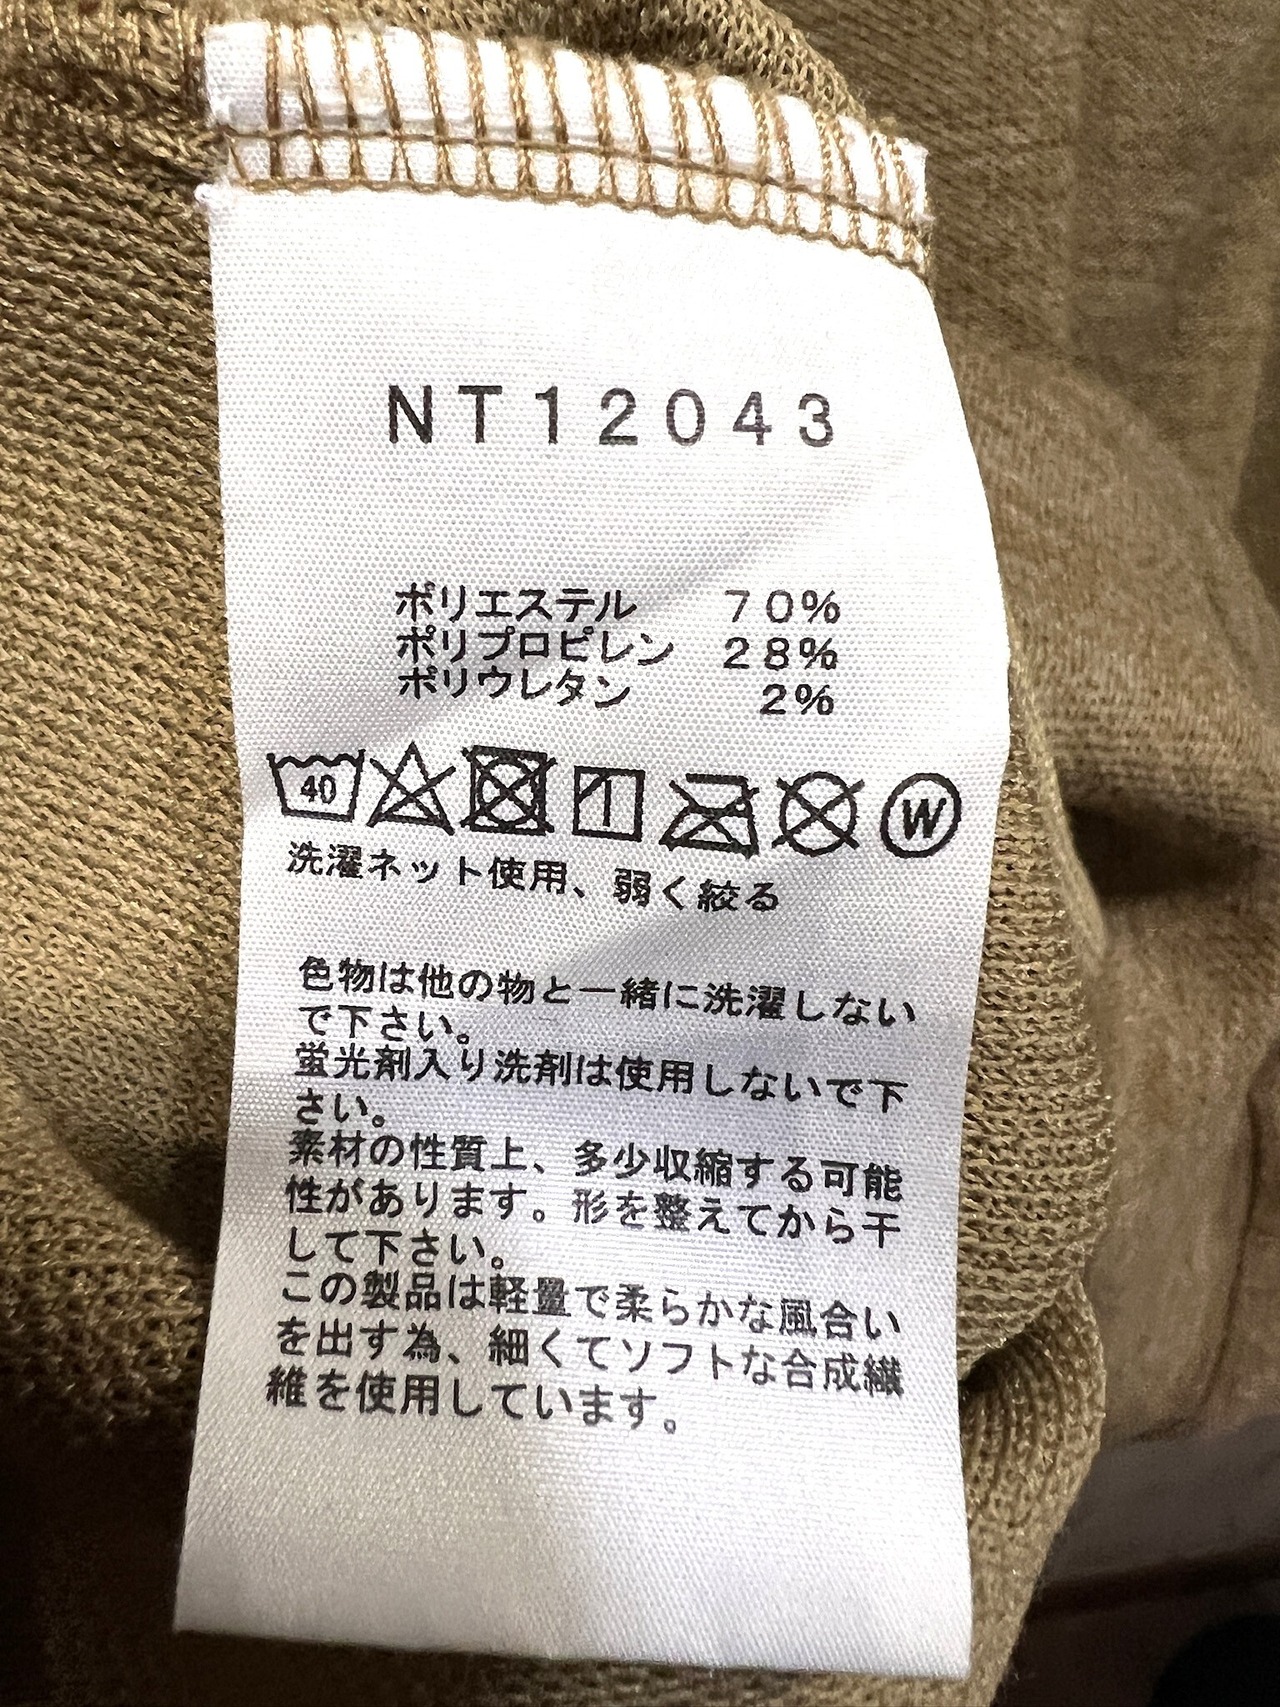 NT12043
ポリエステル 70%
ポリプロピレン 28%
ポリウレタン 2%
40
W
洗濯ネット使用、弱く絞る
色物は他の物と一緒に洗濯しない
で下さい。
蛍光剤入り洗剤は使用しないで下
さい。
素材の性質上、多少収縮する可能
性があります。形を整えてから干
して下さい。
この製品は軽量で柔らかな風合い
を出す為、細くてソフトな合成繊
維を使用しています。